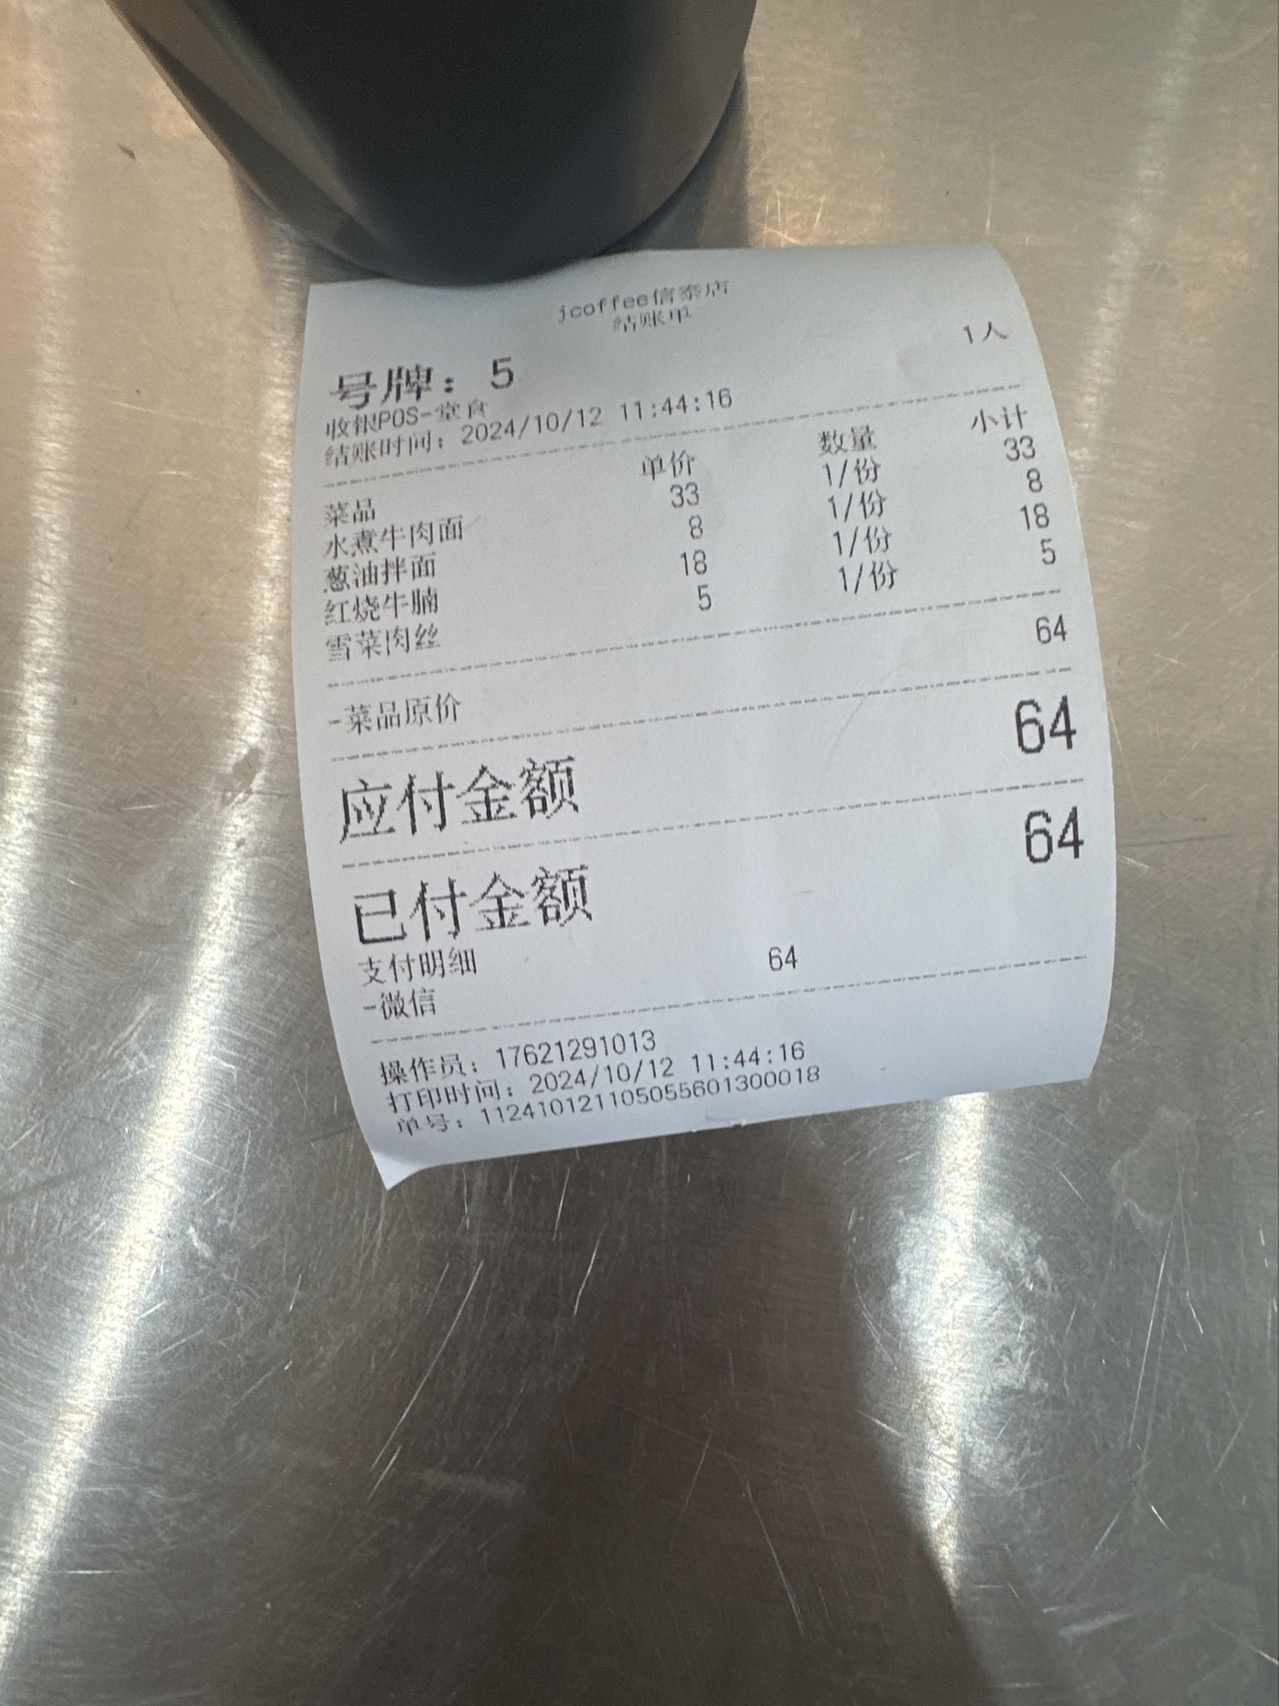 jcoffee信泰店
结账单
号牌：5 1人
收银POS-堂食
结账时间：2024/10/12 11:44:16
菜品 单价 数量 小计
水煮牛肉面 33 1/份 33
葱油拌面 8 1/份 8
红烧牛腩 18 1/份 18
雪菜肉丝 5 1/份 5
-菜品原价 64
应付金额 64
已付金额 64
支付明细
-微信 64
操作员：17621291013
打印时间：2024/10/12 11:44:16
单号：112410121105055601300018